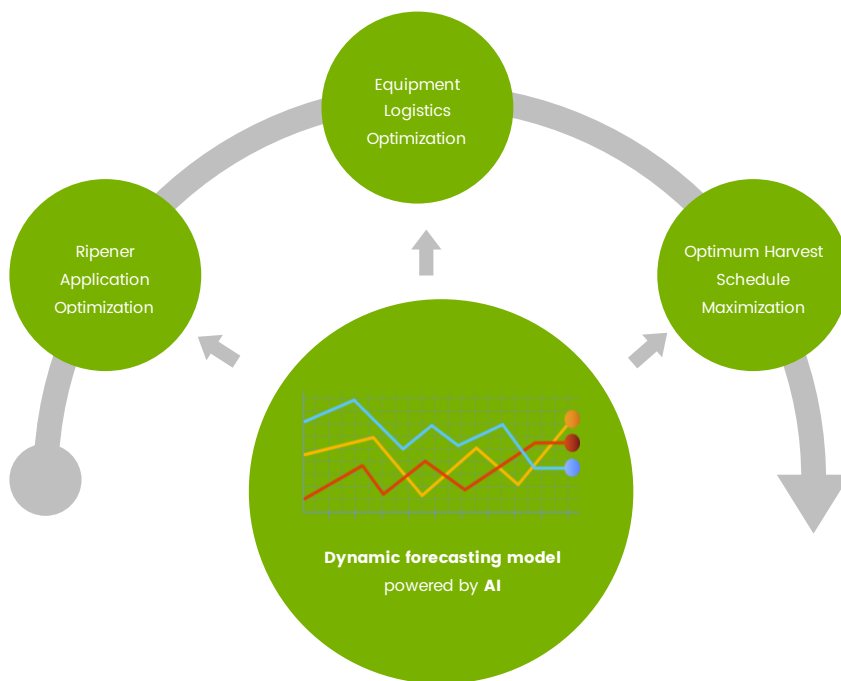 Equipment
Logistics
Optimization
Ripener
Application
Optimization
Optimum Harvest
Schedule
Maximization
Dynamic forecasting model
powered by AI